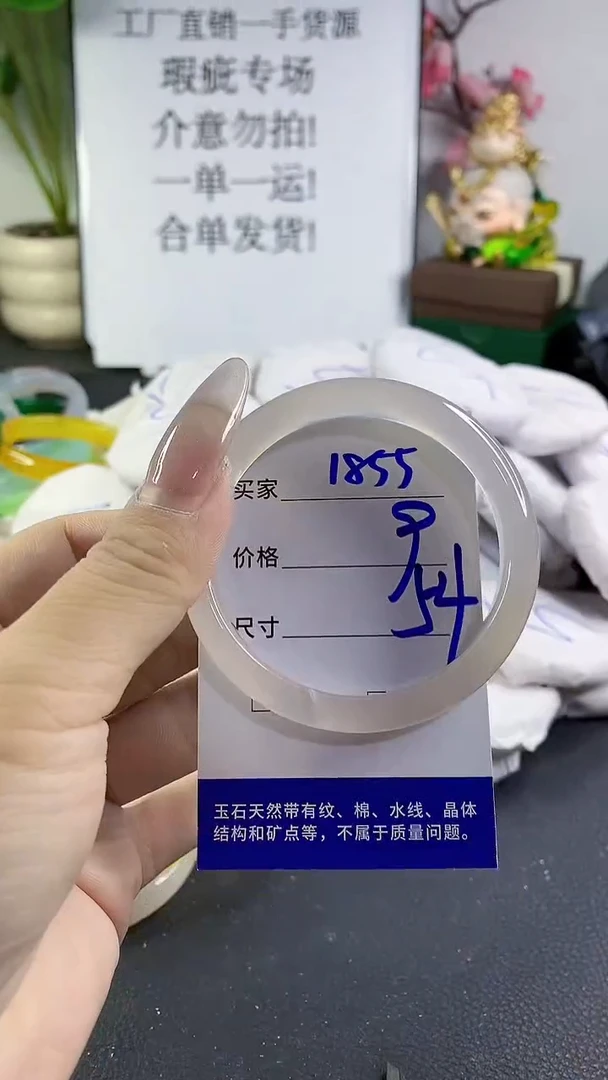 工厂直销一手货源
瑕疵专场
介意勿拍!
一单一运!
合单发货!
买家 1855
价格 9
尺寸 54
玉石天然带有纹、棉、水线、晶体
结构和矿点等，不属于质量问题。